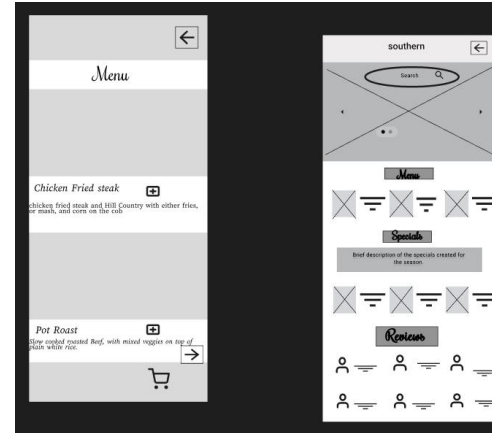 Menu
Chicken Fried steak
chicken fried steak and Hill Country with either fries,
or mash, and corn on the cob
Pot Roast
Slow cooked roasted Beef, with mixed veggies on top of
plain white rice.
southern
Search
Menu
Specials
Brief description of the specials created for
the season.
Reviews